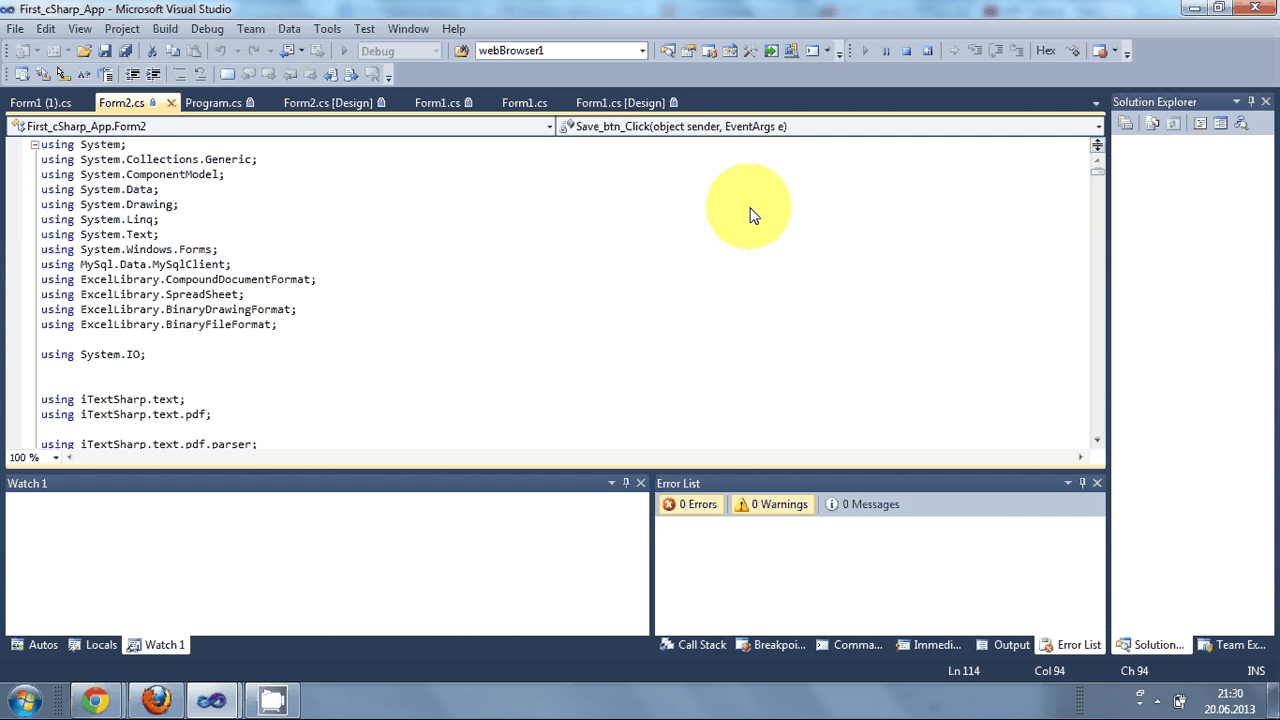 First_cSharp_App - Microsoft Visual Studio
File Edit View Project Build Debug Team Data Tools Test Window Help
Debug webBrowser1 Hex
Form1 (1).cs Form2.cs Program.cs Form2.cs [Design] Form1.cs Form1.cs Form1.cs [Design] Solution Explorer
First_cSharp_App.Form2 Save_btn_Click(object sender, EventArgs e)
using System;
using System.Collections.Generic;
using System.ComponentModel;
using System.Data;
using System.Drawing;
using System.Linq;
using System.Text;
using System.Windows.Forms;
using MySql.Data.MySqlClient;
using ExcelLibrary.CompoundDocumentFormat;
using ExcelLibrary.SpreadSheet;
using ExcelLibrary.BinaryDrawingFormat;
using ExcelLibrary.BinaryFileFormat;
using System.IO;
using iTextSharp.text;
using iTextSharp.text.pdf;
using iTextSharp.text.pdf.parser;
100 %
Watch 1 Error List
0 Errors 0 Warnings 0 Messages
Autos Locals Watch 1 Call Stack Breakpoi... Comma... Immedi... Output Error List Solution... Team Ex...
Ln 114 Col 94 Ch 94 INS
21:30
20.06.2013